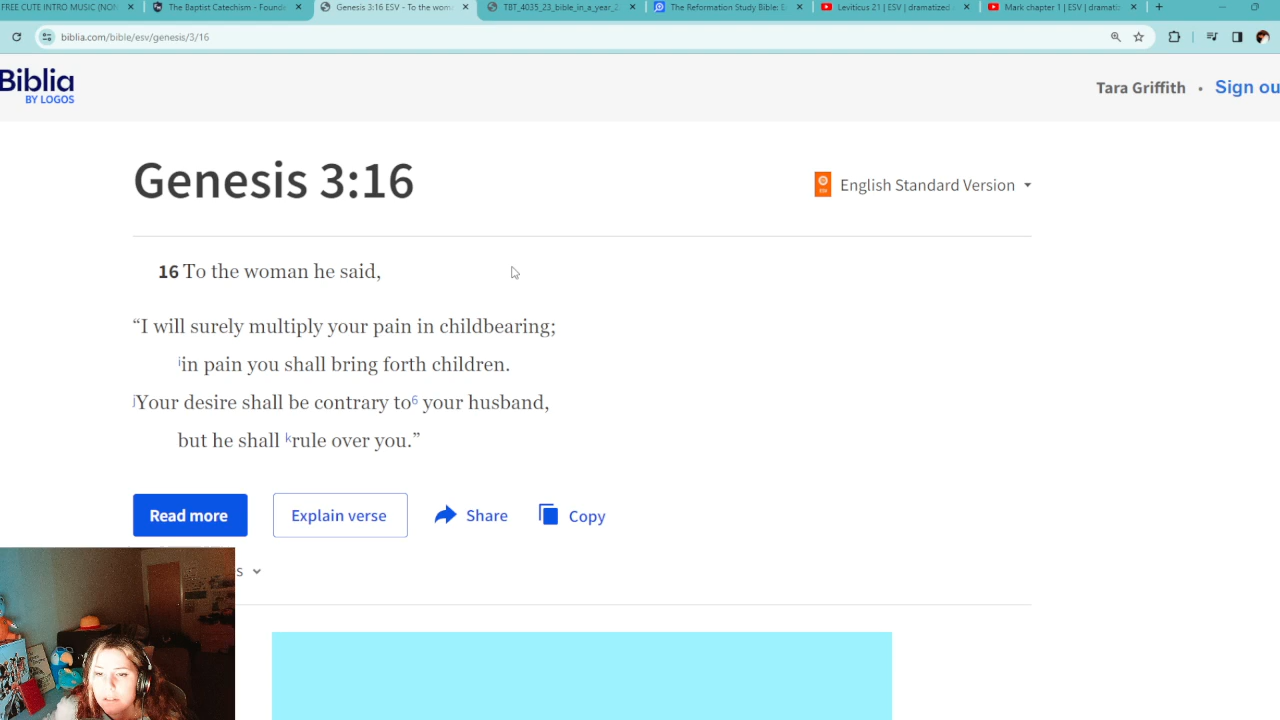 FREE CUTE INTRO MUSIC (NON
The Baptist Catechism - Founde
Genesis 3:16 ESV - To the wom
TBT_4035_23_bible_in_a_year_2
The Reformation Study Bible: E
Leviticus 21 | ESV | dramatized
Mark chapter 1 | ESV | dramatiz
biblia.com/bible/esv/genesis/3/16
Biblia
BY LOGOS
Tara Griffith • Sign ou
Genesis 3:16
English Standard Version
16 To the woman he said,
“I will surely multiply your pain in childbearing;
i in pain you shall bring forth children.
j Your desire shall be contrary to6 your husband,
but he shall k rule over you.”
Read more
Explain verse
Share
Copy
s